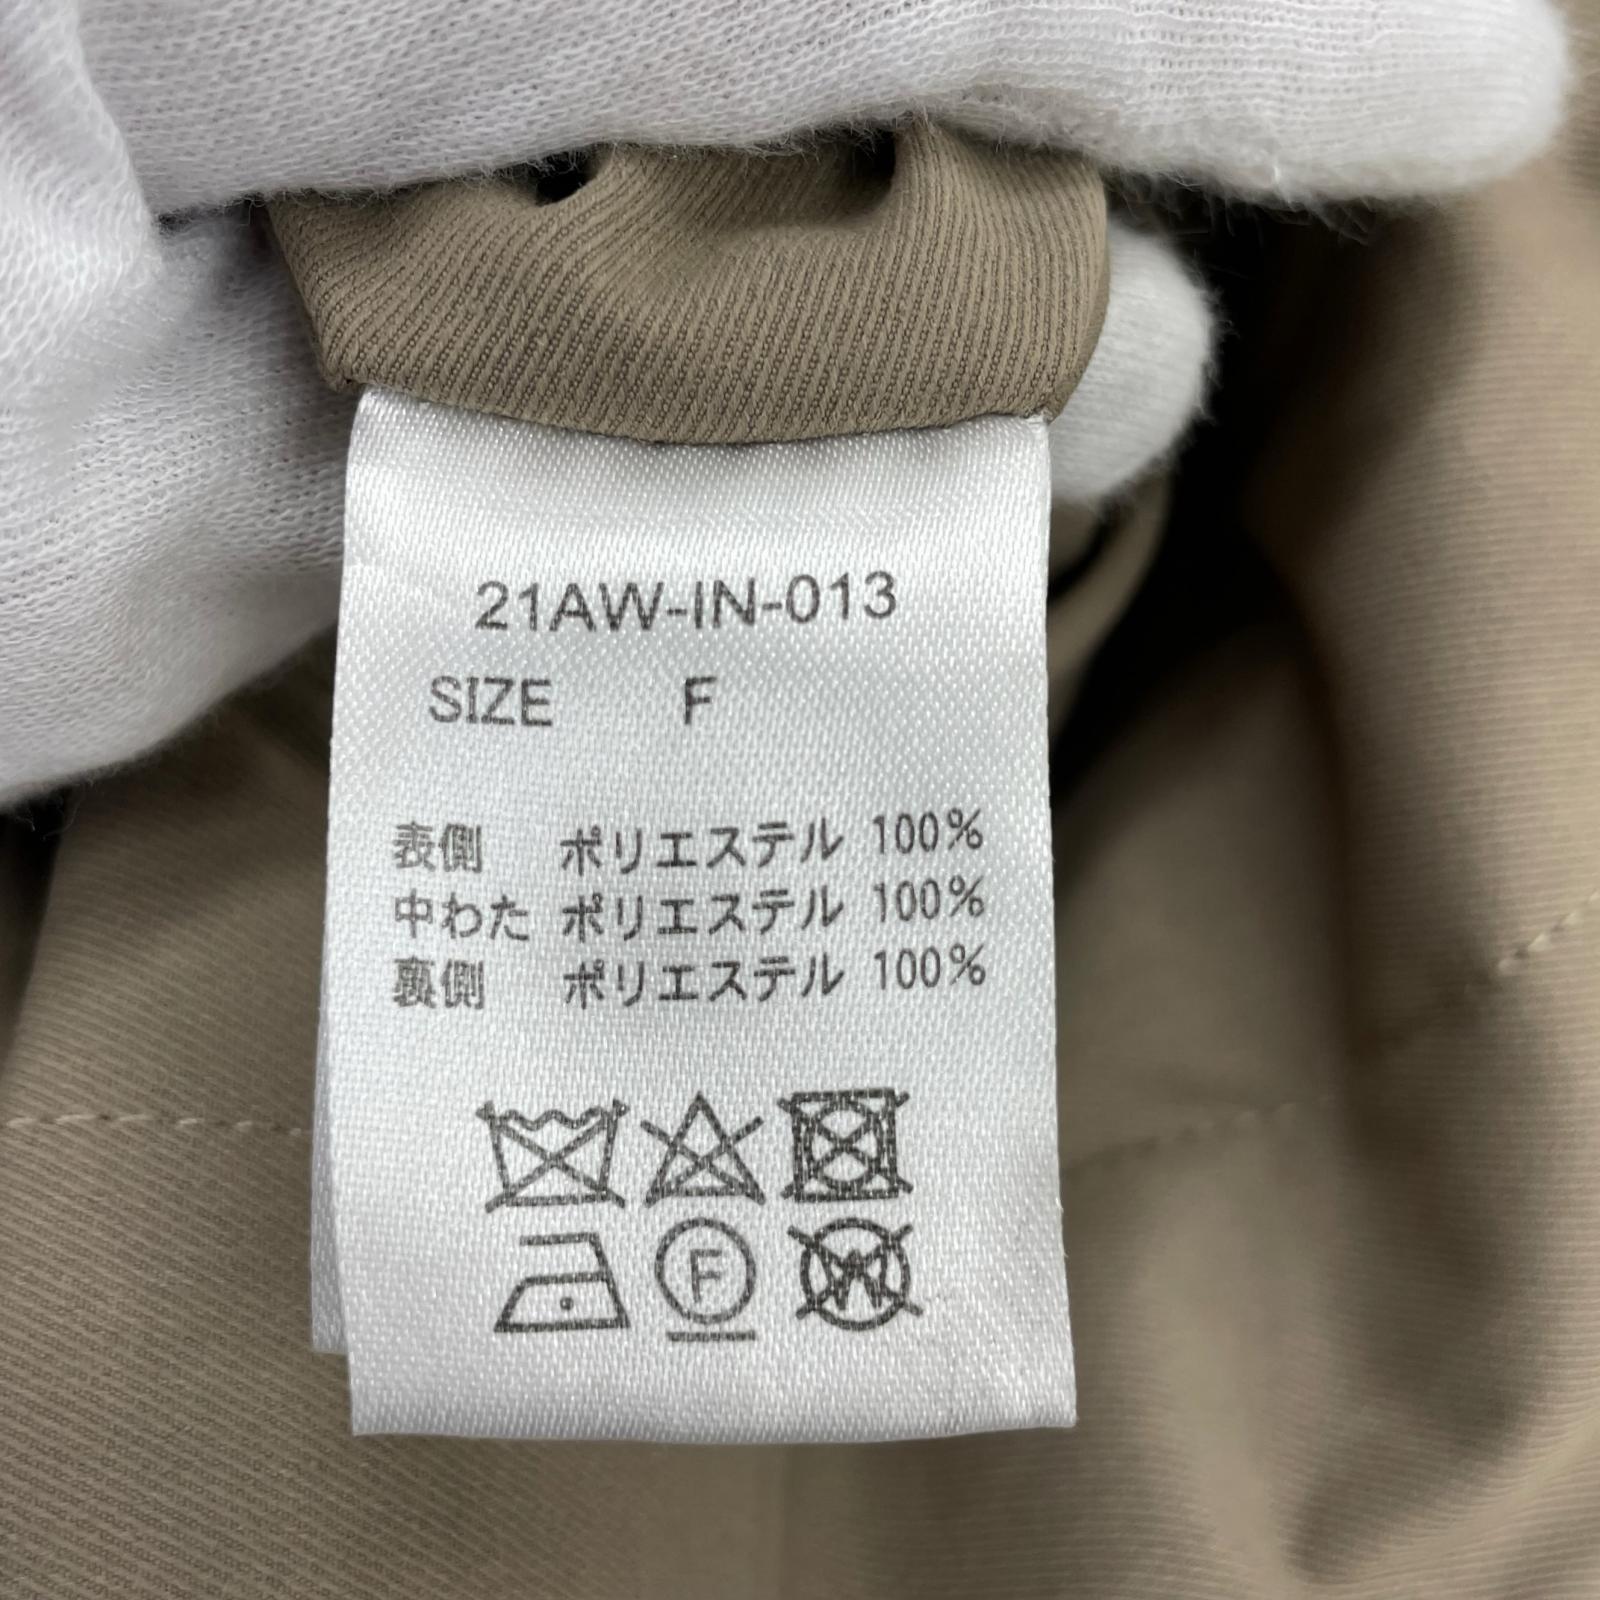 21AW-IN-013
SIZE F
表側 ポリエステル 100%
中わた ポリエステル 100%
裏側 ポリエステル 100%
F
W